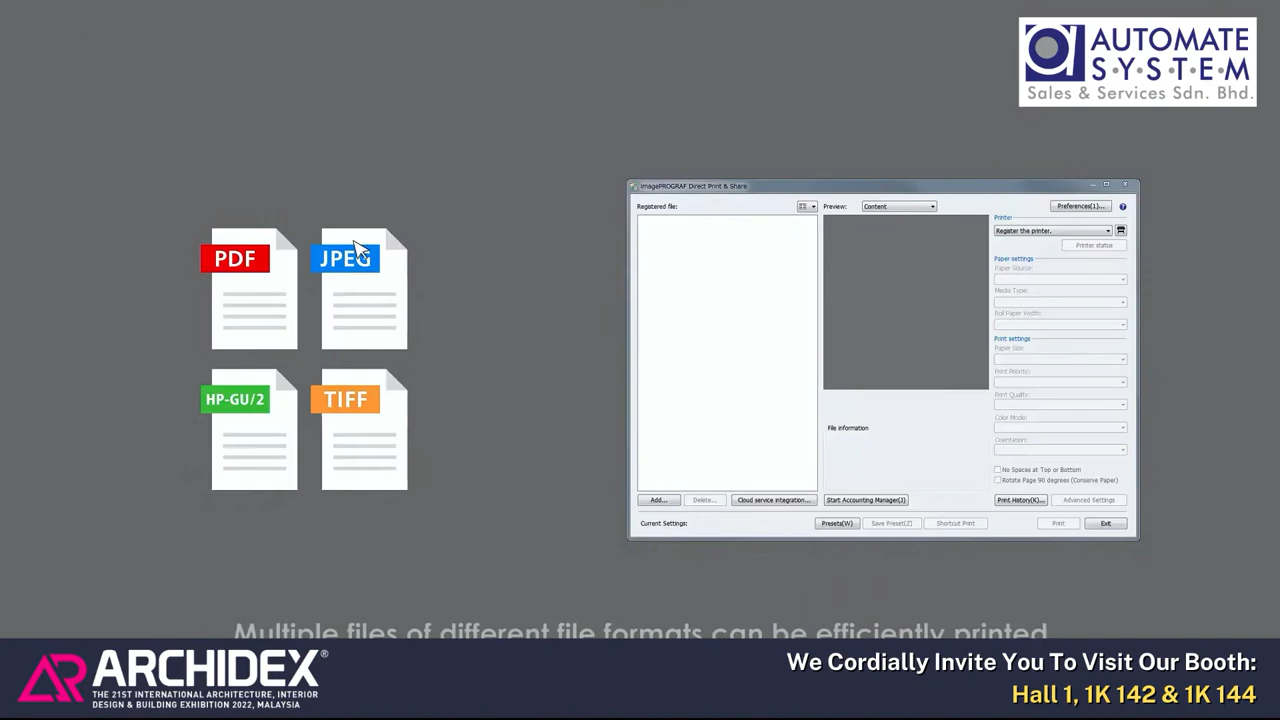 AUTOMATE
S•Y•S•T•E•M
Sales & Services Sdn. Bhd.
PDF
JPEG
HP-GU/2
TIFF
imagePROGRAF Direct Print & Share
Registered file:
Preview:
Content
Preferences(1)...
Printer
Register the printer.
Printer status
Paper settings
Paper Source:
Media Type:
Roll Paper Width:
Print settings
Paper Size:
Print Priority:
Print Quality:
Color Mode:
Orientation:
File information
No Spaces at Top or Bottom
Rotate Page 90 degrees (Conserve Paper)
Add...
Delete...
Cloud service integration...
Start Accounting Manager(J)
Print History(K)...
Advanced Settings
Current Settings:
Presets(W)
Save Preset(Z)
Shortcut Print
Print
Exit
Multiple files of different file formats can be efficiently printed
ARCHIDEX®
THE 21ST INTERNATIONAL ARCHITECTURE, INTERIOR
DESIGN & BUILDING EXHIBITION 2022, MALAYSIA
We Cordially Invite You To Visit Our Booth:
Hall 1, 1K 142 & 1K 144